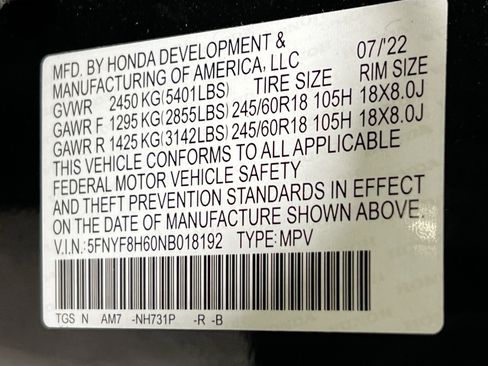 MFD. BY HONDA DEVELOPMENT & 07/'22
MANUFACTURING OF AMERICA, LLC
GVWR 2450 KG(5401LBS) TIRE SIZE RIM SIZE
GAWR F 1295 KG(2855LBS) 245/60R18 105H 18X8.0J
GAWR R 1425 KG(3142LBS) 245/60R18 105H 18X8.0J
THIS VEHICLE CONFORMS TO ALL APPLICABLE
FEDERAL MOTOR VEHICLE SAFETY
AND THEFT PREVENTION STANDARDS IN EFFECT
ON THE DATE OF MANUFACTURE SHOWN ABOVE.
V.I.N.:5FNYF8H60NB018192 TYPE:MPV
TGS N AM7 -NH731P -R -B